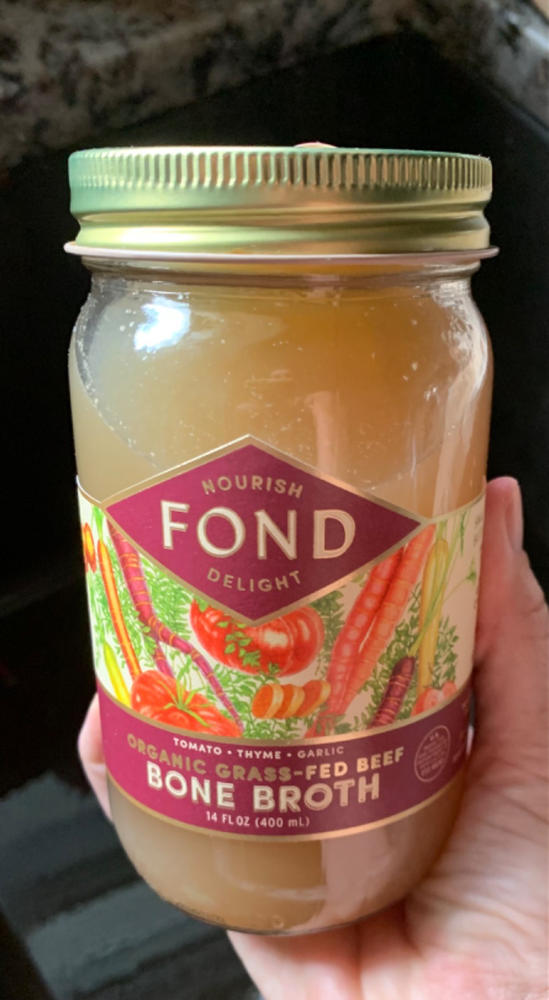 NOURISH
FOND
DELIGHT
TOMATO • THYME • GARLIC
ORGANIC GRASS-FED BEEF
BONE BROTH
14 FL OZ (400 mL)